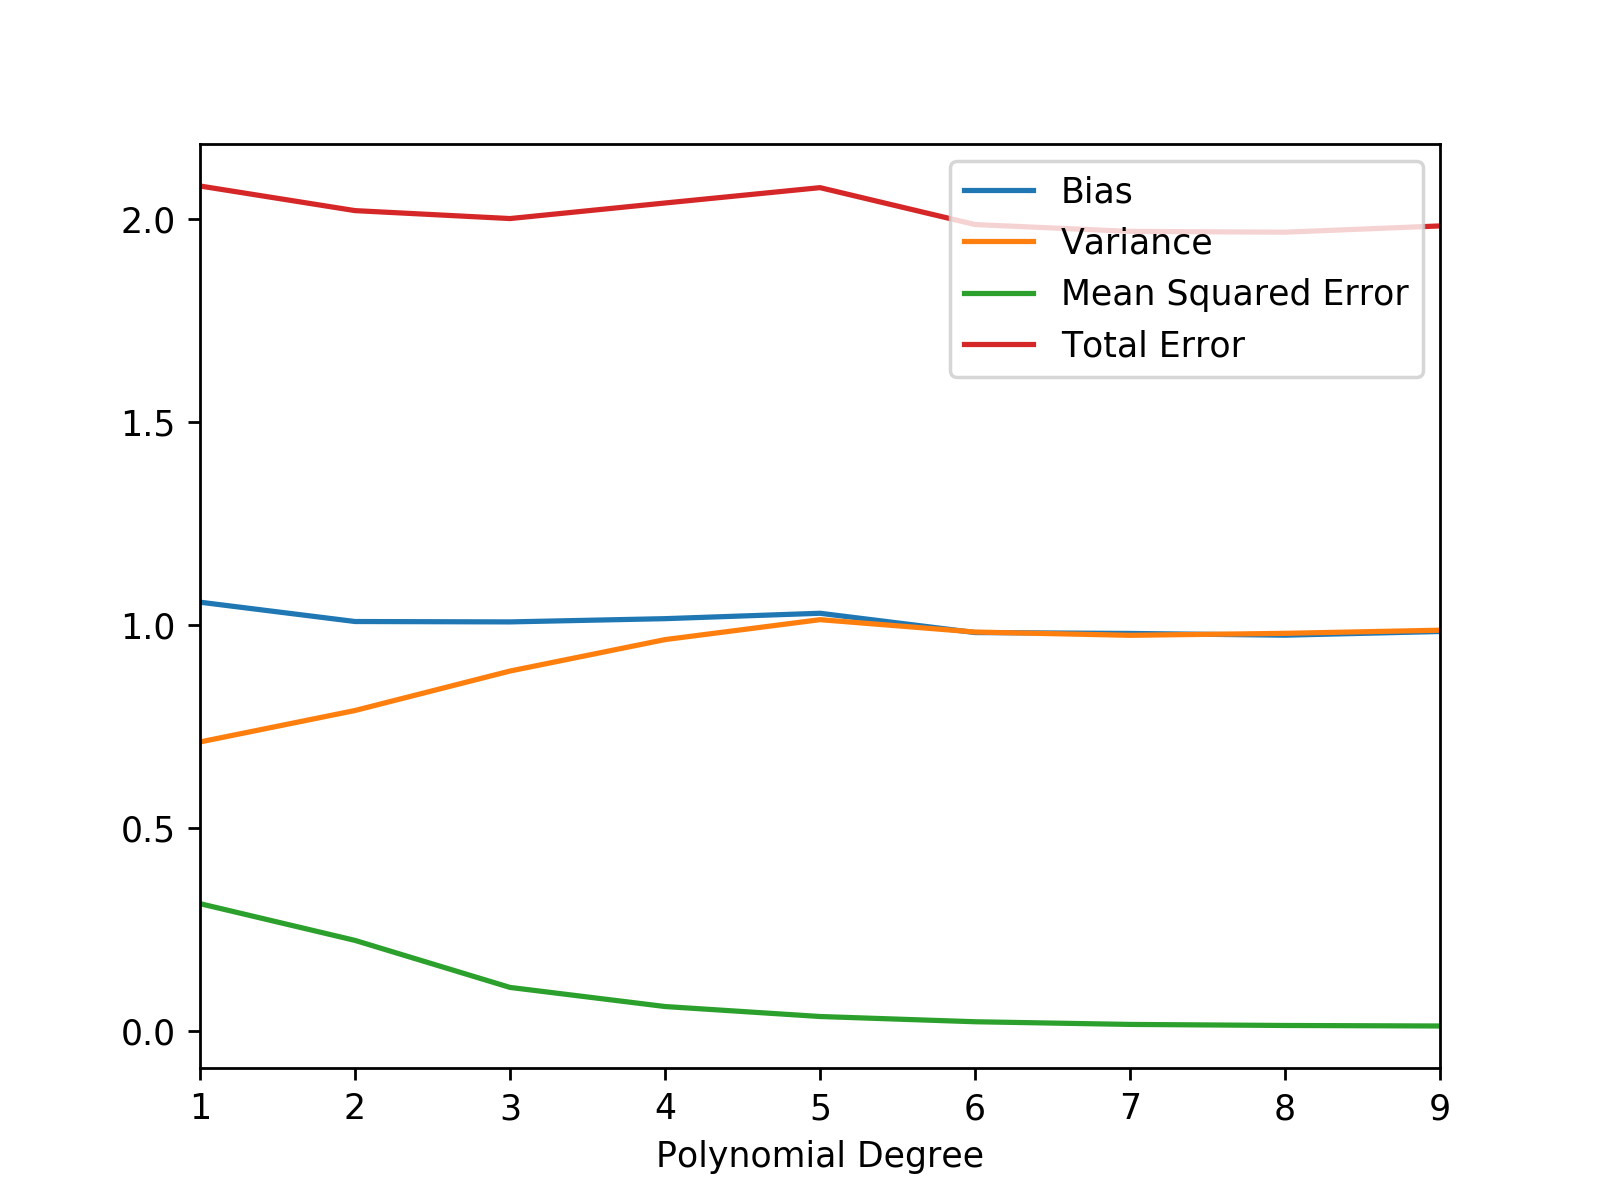 Bias
Variance
Mean Squared Error
Total Error
2.0
1.5
1.0
0.5
0.0
1 2 3 4 5 6 7 8 9
Polynomial Degree